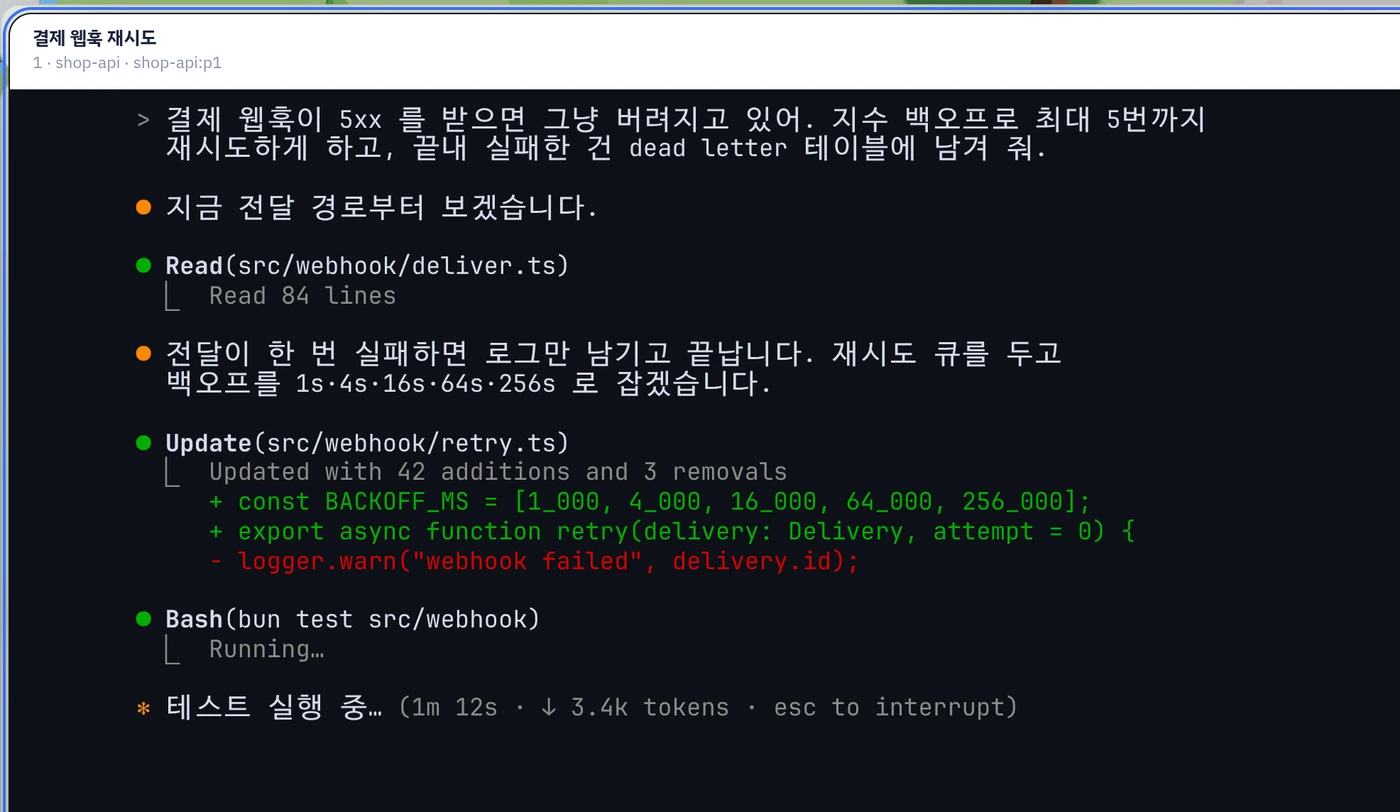 결제 웹훅 재시도
1 · shop-api · shop-api:p1
> 결제 웹훅이 5xx 를 받으면 그냥 버려지고 있어. 지수 백오프로 최대 5번까지
재시도하게 하고, 끝내 실패한 건 dead letter 테이블에 남겨 줘.
● 지금 전달 경로부터 보겠습니다.
● Read(src/webhook/deliver.ts)
⎿ Read 84 lines
● 전달이 한 번 실패하면 로그만 남기고 끝납니다. 재시도 큐를 두고
백오프를 1s·4s·16s·64s·256s 로 잡겠습니다.
● Update(src/webhook/retry.ts)
⎿ Updated with 42 additions and 3 removals
+ const BACKOFF_MS = [1_000, 4_000, 16_000, 64_000, 256_000];
+ export async function retry(delivery: Delivery, attempt = 0) {
- logger.warn("webhook failed", delivery.id);
● Bash(bun test src/webhook)
⎿ Running…
✻ 테스트 실행 중… (1m 12s · ↓ 3.4k tokens · esc to interrupt)